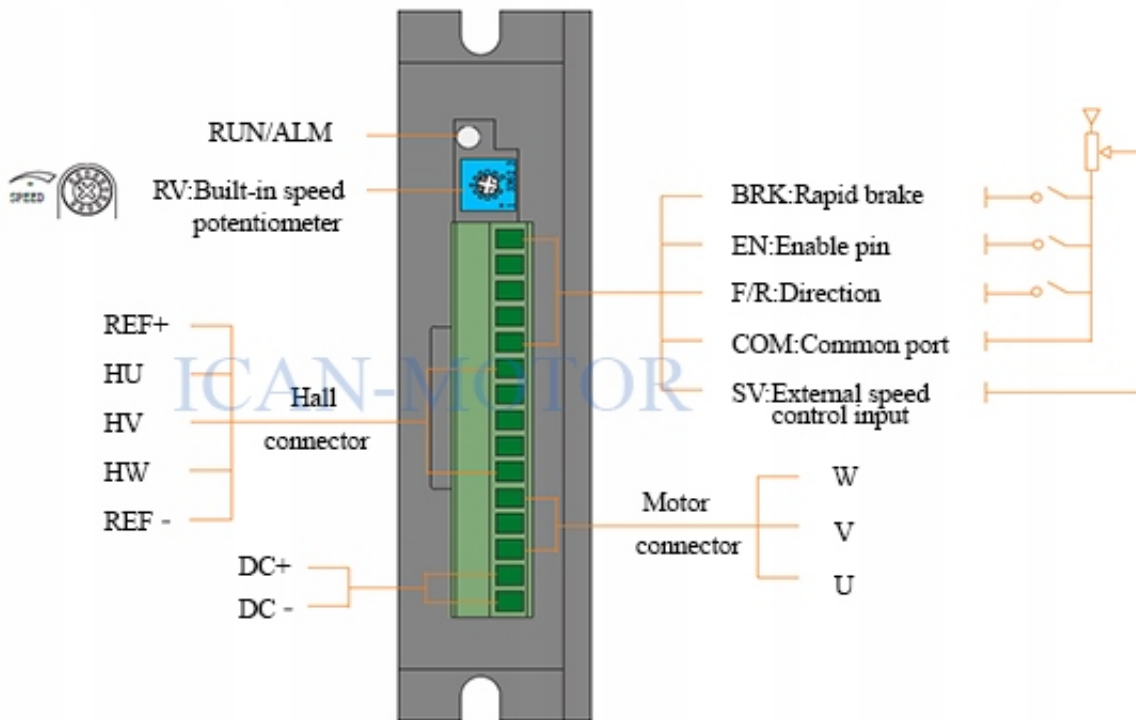 RUN/ALM
SPEED
RV:Built-in speed
potentiometer
BRK:Rapid brake
EN:Enable pin
F/R:Direction
COM:Common port
SV:External speed
control input
REF+
HU
HV
HW
REF -
Hall
connector
ICAN-MOTOR
Motor
connector
W
V
U
DC+
DC -